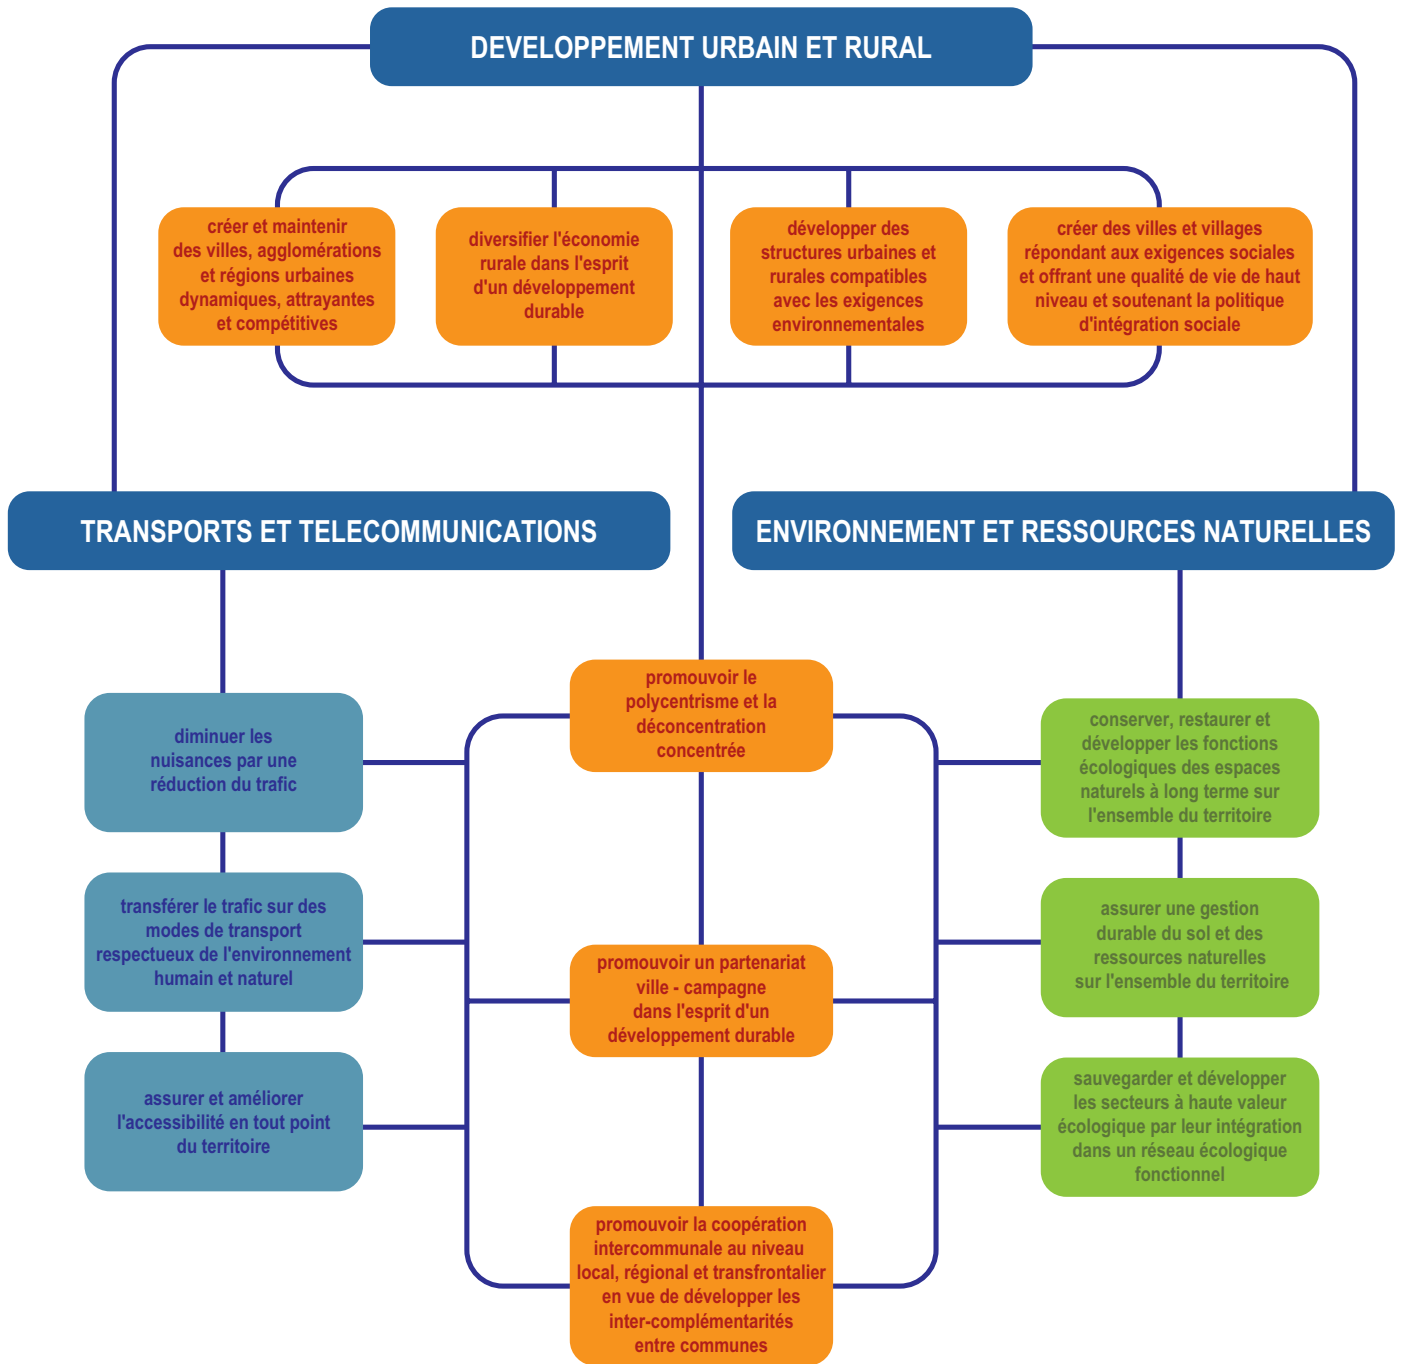 DEVELOPPEMENT URBAIN ET RURAL
créer et maintenir
des villes, agglomérations
et régions urbaines
dynamiques, attrayantes
et compétitives
diversifier l'économie
rurale dans l'esprit
d'un développement
durable
développer des
structures urbaines et
rurales compatibles
avec les exigences
environnementales
créer des villes et villages
répondant aux exigences sociales
et offrant une qualité de vie de haut
niveau et soutenant la politique
d'intégration sociale
TRANSPORTS ET TELECOMMUNICATIONS
ENVIRONNEMENT ET RESSOURCES NATURELLES
diminuer les
nuisances par une
réduction du trafic
transférer le trafic sur des
modes de transport
respectueux de l'environnement
humain et naturel
assurer et améliorer
l'accessibilité en tout point
du territoire
promouvoir le
polycentrisme et la
déconcentration
concentrée
promouvoir un partenariat
ville - campagne
dans l'esprit d'un
développement durable
promouvoir la coopération
intercommunale au niveau
local, régional et transfrontalier
en vue de développer les
inter-complémentarités
entre communes
conserver, restaurer et
développer les fonctions
écologiques des espaces
naturels à long terme sur
l'ensemble du territoire
assurer une gestion
durable du sol et des
ressources naturelles
sur l'ensemble du territoire
sauvegarder et développer
les secteurs à haute valeur
écologique par leur intégration
dans un réseau écologique
fonctionnel